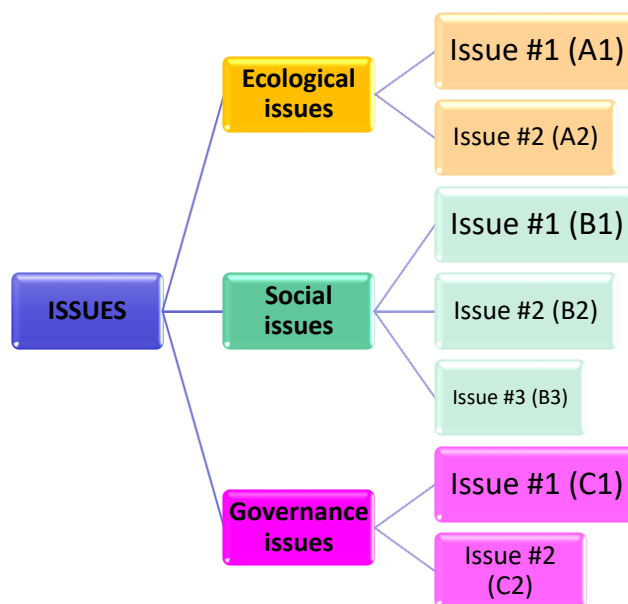 ISSUES
Ecological
issues
Issue #1 (A1)
Issue #2 (A2)
Social
issues
Issue #1 (B1)
Issue #2 (B2)
Issue #3 (B3)
Governance
issues
Issue #1 (C1)
Issue #2
(C2)